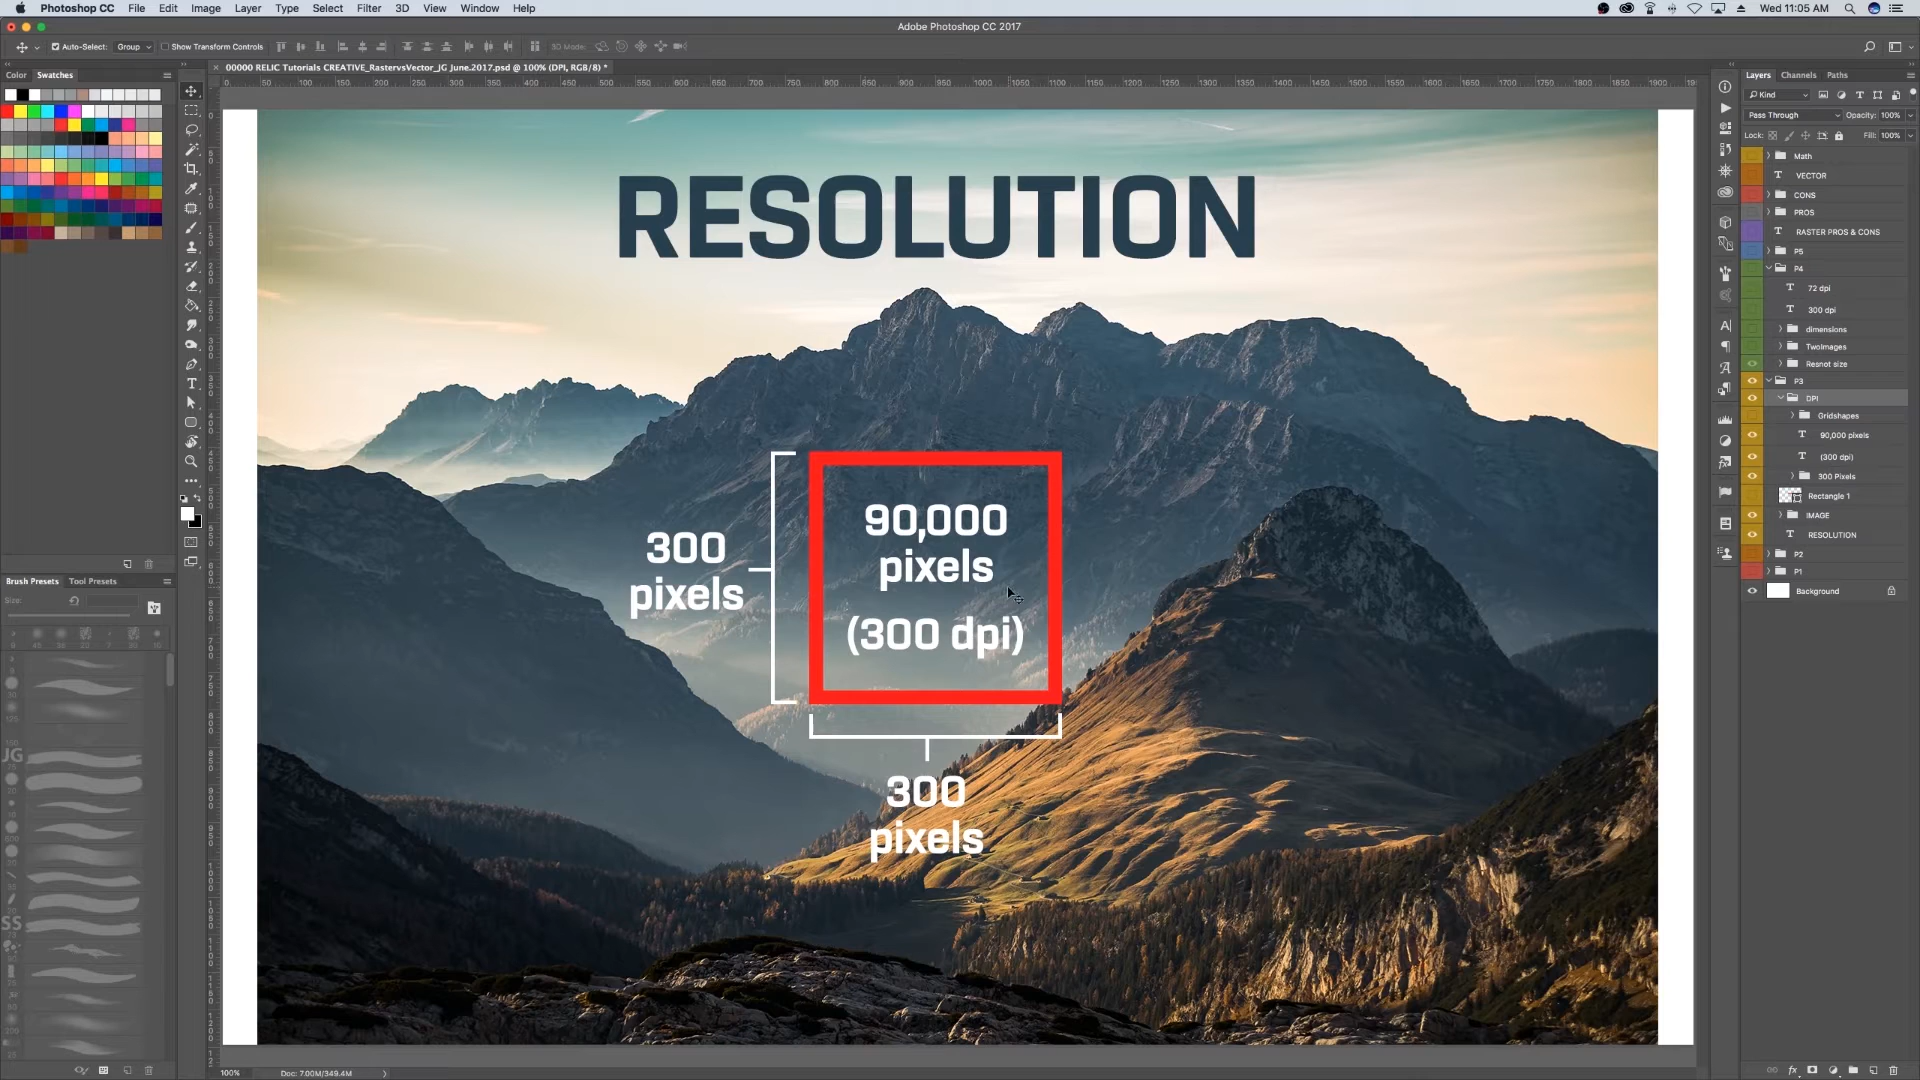 Photoshop CC File Edit Image Layer Type Select Filter 3D View Window Help Wed 11:05 AM
Adobe Photoshop CC 2017
Auto-Select: Group Show Transform Controls 3D Mode:
Color Swatches
00000 RELIC Tutorials CREATIVE_RastervsVector_JG June.2017.psd @ 100% (DPI, RGB/8) *
Layers Channels Paths
Kind
Pass Through Opacity: 100%
Lock: Fill: 100%
Math
VECTOR
CONS
PROS
RASTER PROS & CONS
P5
P4
72 dpi
300 dpi
dimensions
TwoImages
Resnot size
P3
DPI
Gridshapes
90,000 pixels
(300 dpi)
300 Pixels
Rectangle 1
IMAGE
RESOLUTION
P2
P1
Background
RESOLUTION
300
pixels
90,000
pixels
(300 dpi)
300
pixels
Brush Presets Tool Presets
Size:
JG
SS
100% Doc: 7.00M/349.4M